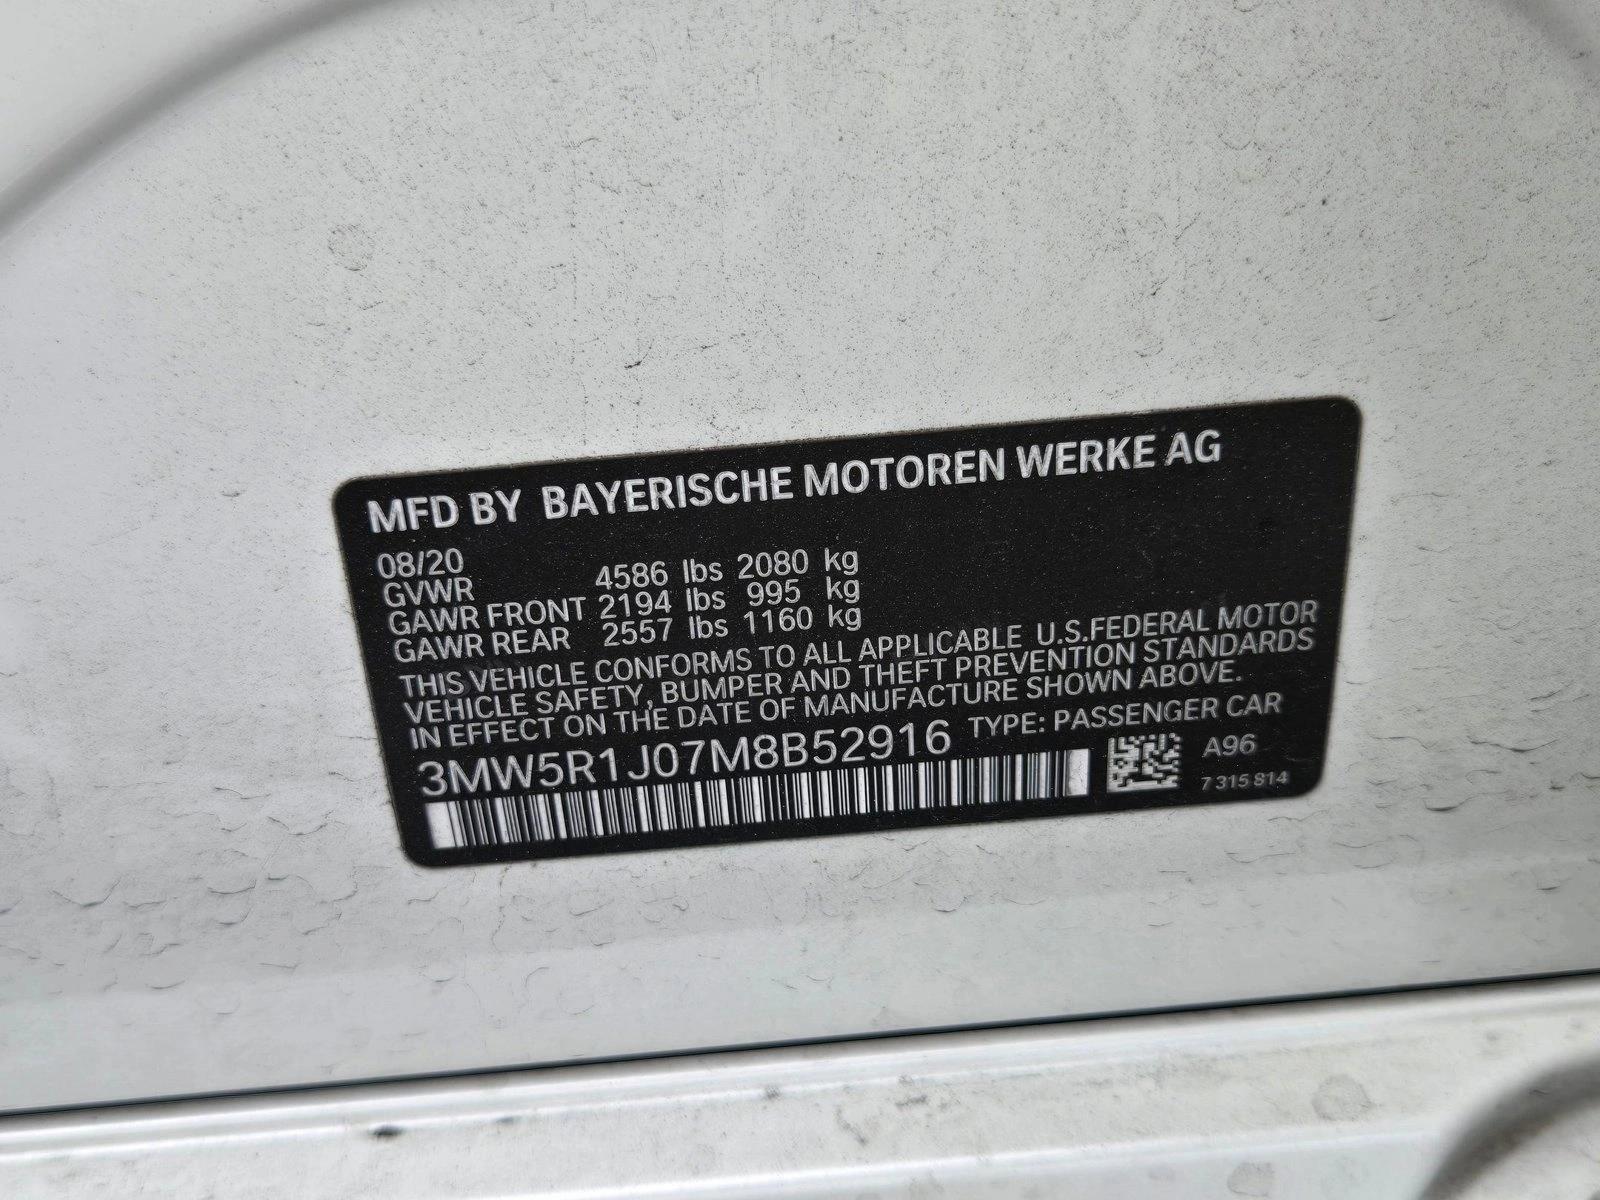 MFD BY BAYERISCHE MOTOREN WERKE AG
08/20
GVWR 4586 lbs 2080 kg
GAWR FRONT 2194 lbs 995 kg
GAWR REAR 2557 lbs 1160 kg
THIS VEHICLE CONFORMS TO ALL APPLICABLE U.S.FEDERAL MOTOR
VEHICLE SAFETY, BUMPER AND THEFT PREVENTION STANDARDS
IN EFFECT ON THE DATE OF MANUFACTURE SHOWN ABOVE.
3MW5R1J07M8B52916 TYPE: PASSENGER CAR
A96
7 315 814